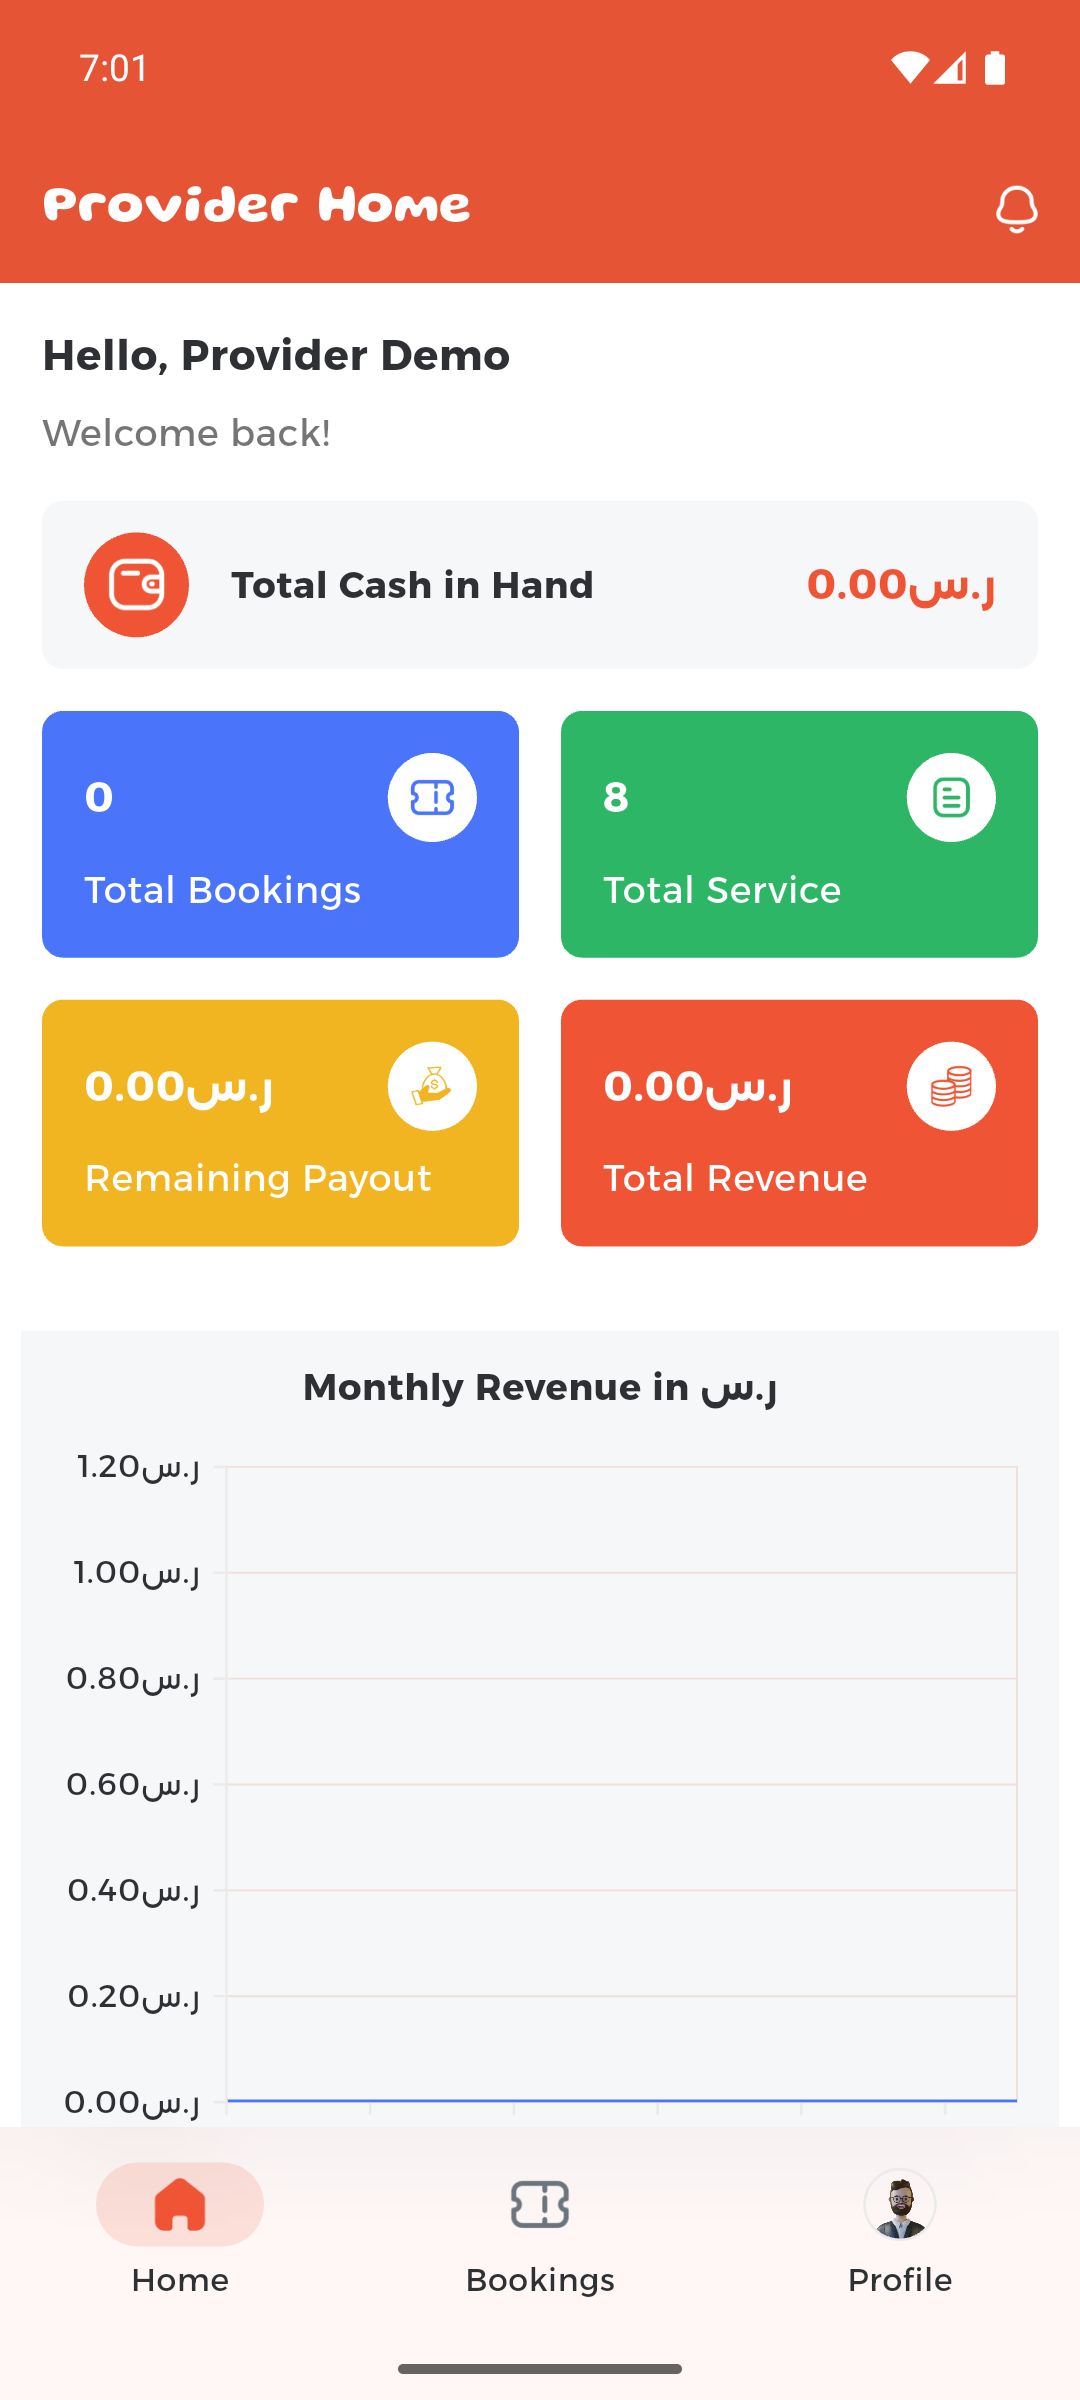 7:01
Provider Home
Hello, Provider Demo
Welcome back!
Total Cash in Hand
0.00ر.س
0
Total Bookings
8
Total Service
0.00ر.س
Remaining Payout
0.00ر.س
Total Revenue
Monthly Revenue in ر.س
1.20ر.س
1.00ر.س
0.80ر.س
0.60ر.س
0.40ر.س
0.20ر.س
0.00ر.س
Home
Bookings
Profile